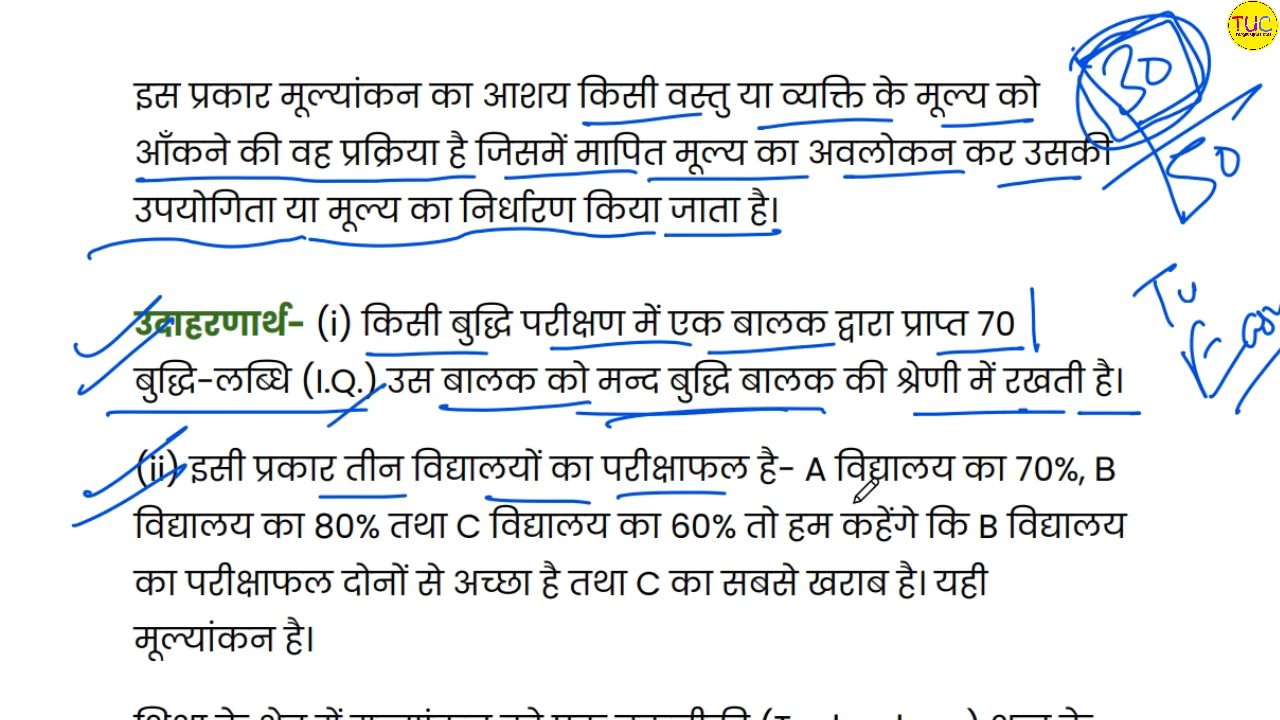 TUC
30
50
इस प्रकार मूल्यांकन का आशय किसी वस्तु या व्यक्ति के मूल्य को
आँकने की वह प्रक्रिया है जिसमें मापित मूल्य का अवलोकन कर उसकी
उपयोगिता या मूल्य का निर्धारण किया जाता है।
उदाहरणार्थ- (i) किसी बुद्धि परीक्षण में एक बालक द्वारा प्राप्त 70
बुद्धि-लब्धि (I.Q.) उस बालक को मन्द बुद्धि बालक की श्रेणी में रखती है।
(ii) इसी प्रकार तीन विद्यालयों का परीक्षाफल है- A विद्यालय का 70%, B
विद्यालय का 80% तथा C विद्यालय का 60% तो हम कहेंगे कि B विद्यालय
का परीक्षाफल दोनों से अच्छा है तथा C का सबसे खराब है। यही
मूल्यांकन है।